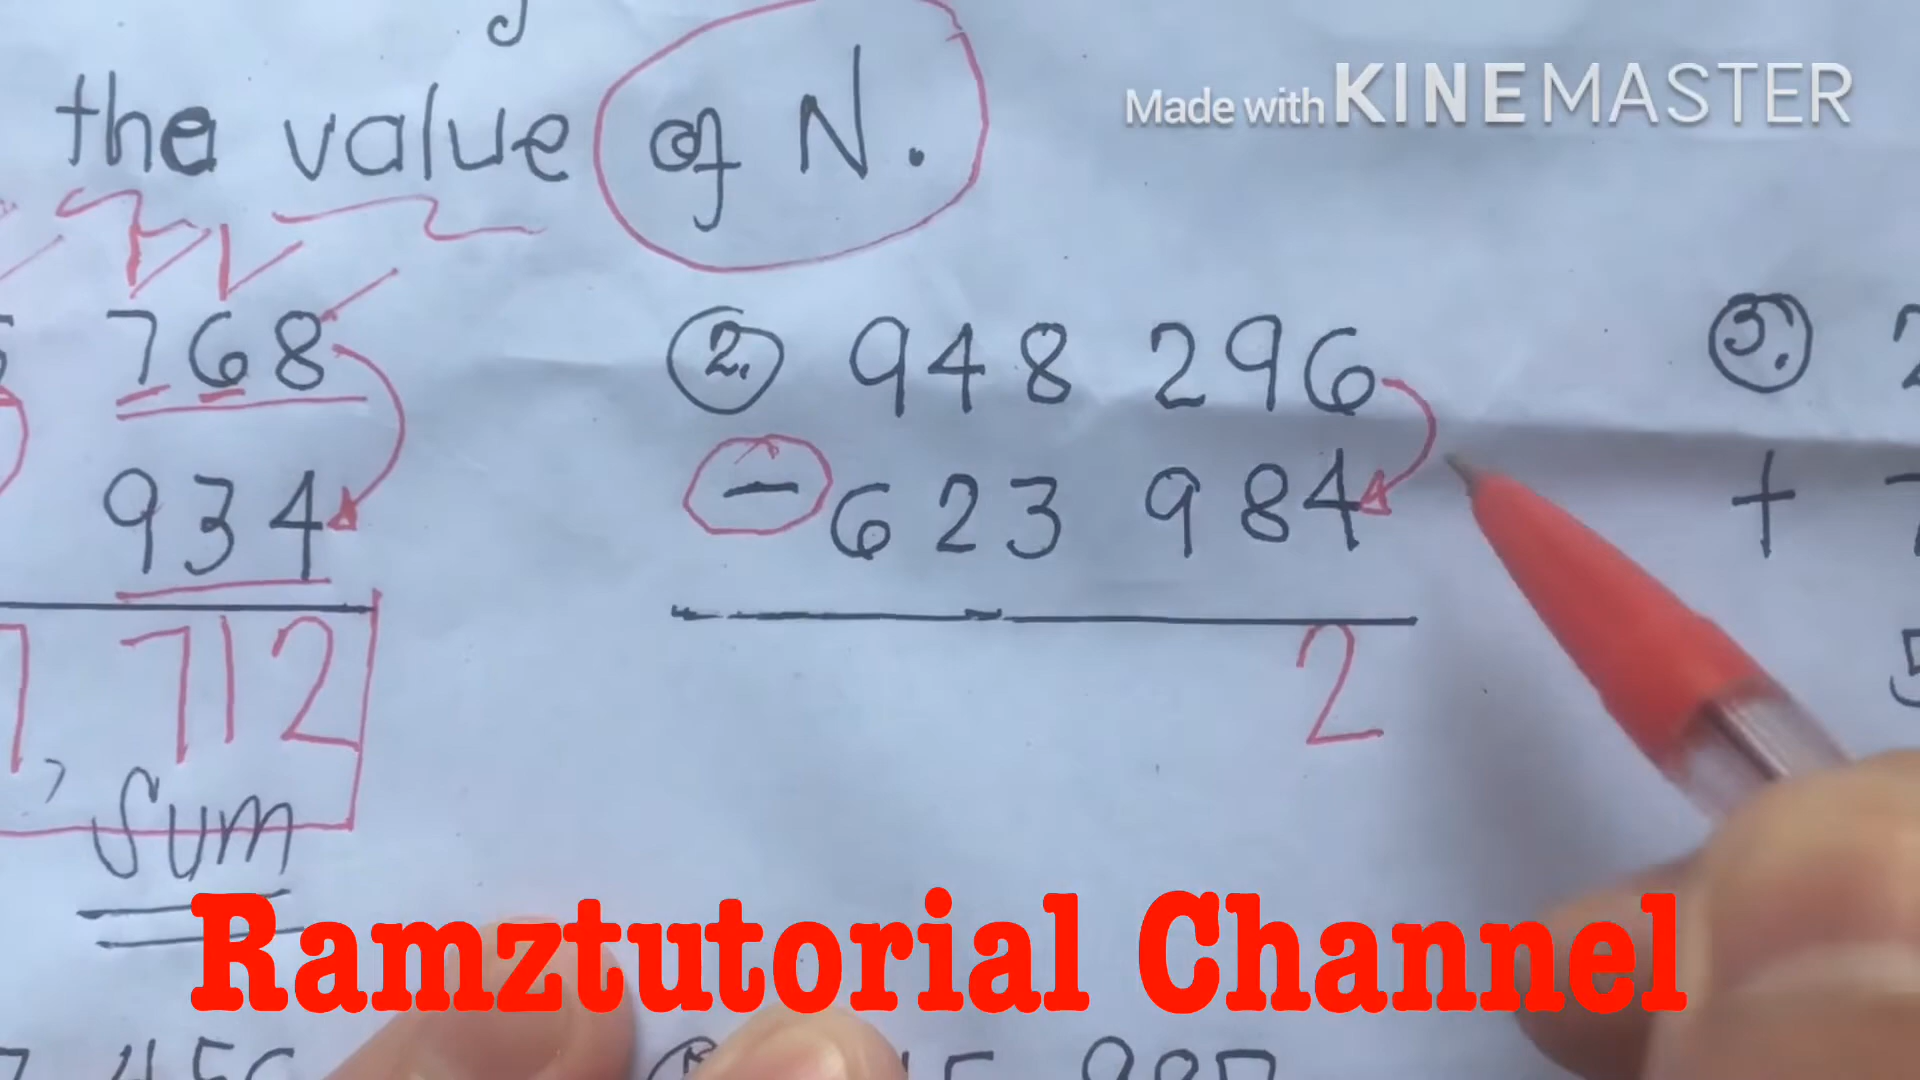 the value of N.
Made with KINEMASTER
768
934
712
Sum
2. 948 296
- 623 984
2
3.
+
Ramztutorial Channel